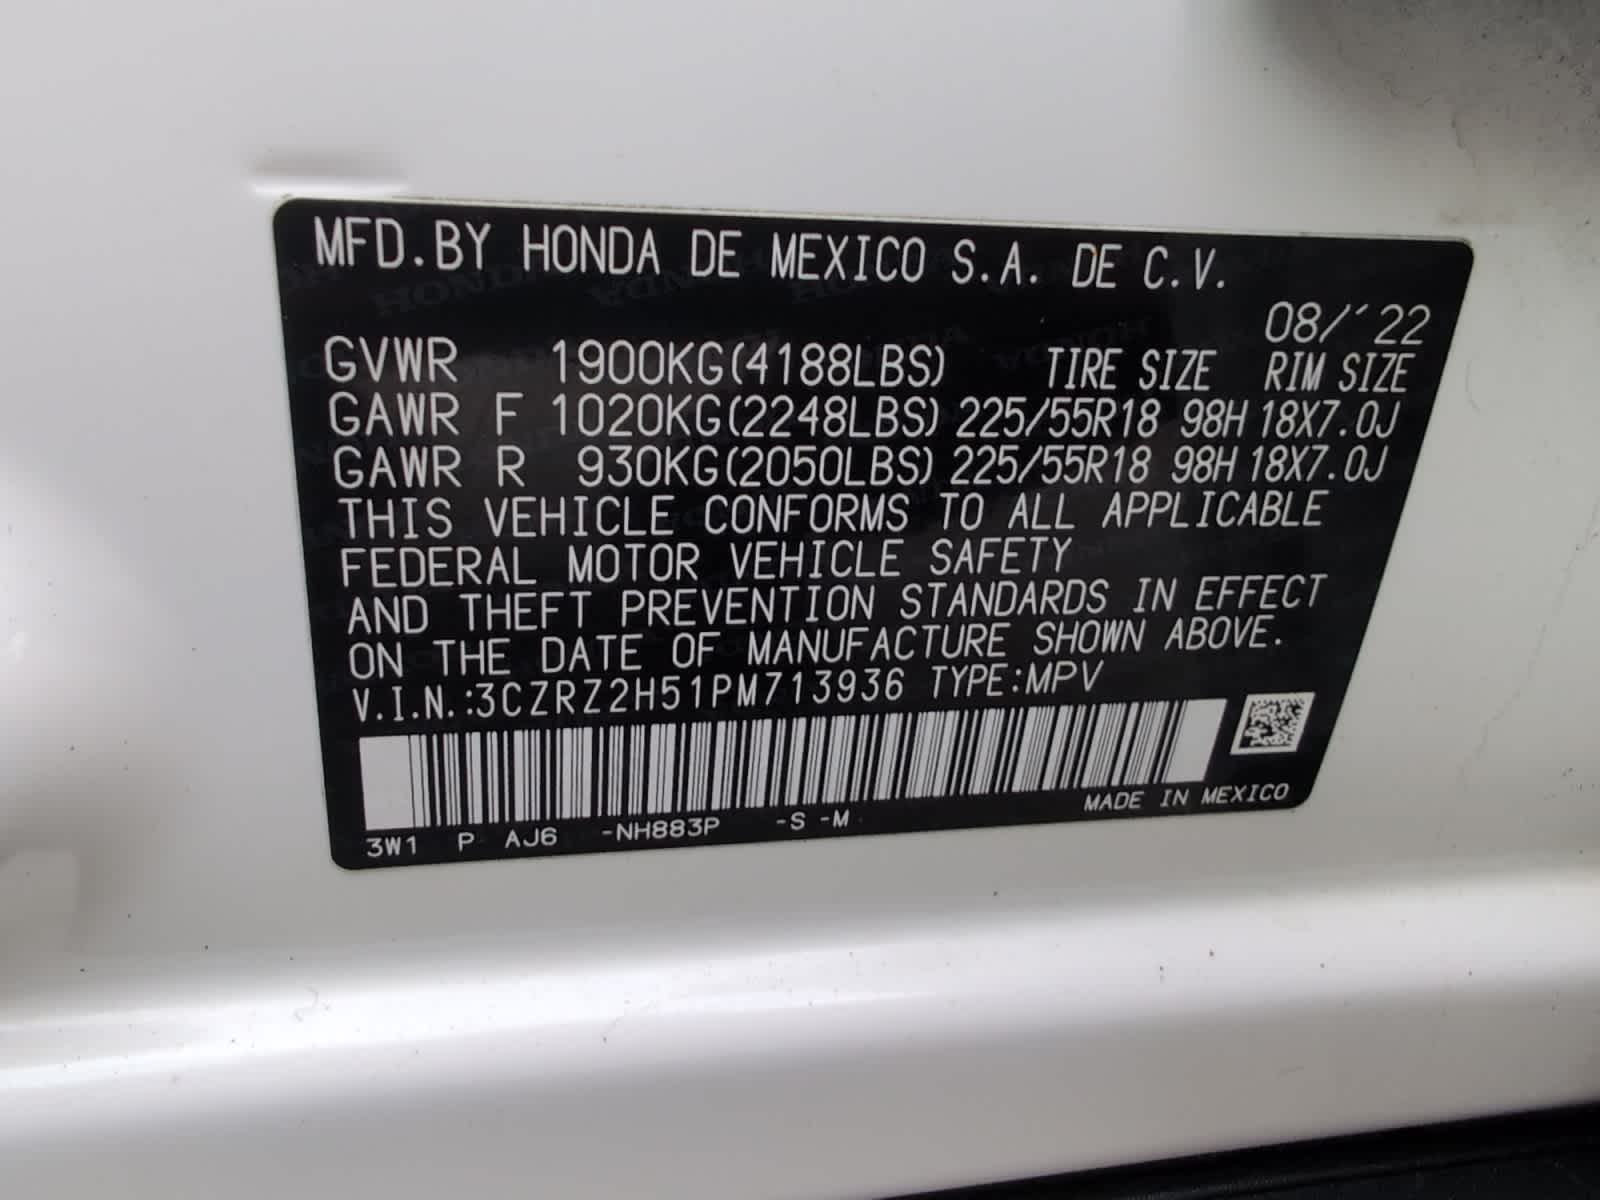 MFD.BY HONDA DE MEXICO S.A. DE C.V.
08/´22
GVWR 1900KG(4188LBS) TIRE SIZE RIM SIZE
GAWR F 1020KG(2248LBS) 225/55R18 98H 18X7.0J
GAWR R 930KG(2050LBS) 225/55R18 98H 18X7.0J
THIS VEHICLE CONFORMS TO ALL APPLICABLE
FEDERAL MOTOR VEHICLE SAFETY
AND THEFT PREVENTION STANDARDS IN EFFECT
ON THE DATE OF MANUFACTURE SHOWN ABOVE.
V.I.N.:3CZRZ2H51PM713936 TYPE:MPV
MADE IN MEXICO
3W1 P AJ6 -NH883P -S -M